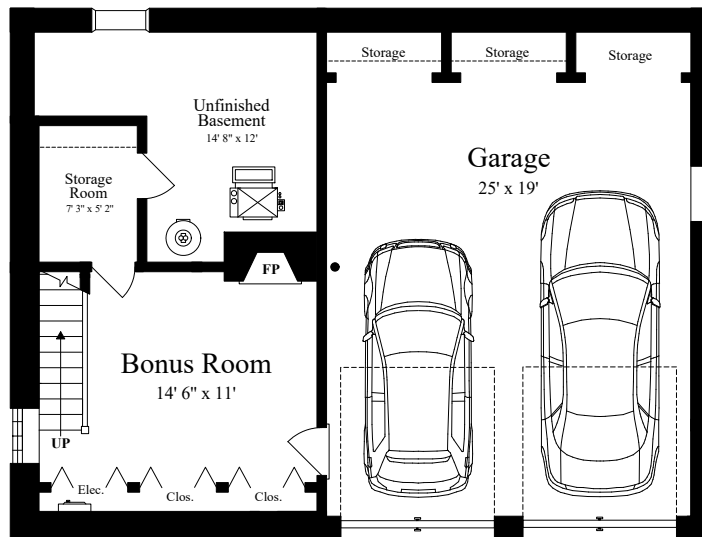 Storage
Storage
Storage
Unfinished
Basement
14' 8" x 12'
Garage
25' x 19'
Storage
Room
7' 3" x 5' 2"
FP
Bonus Room
14' 6" x 11'
UP
Elec.
Clos.
Clos.